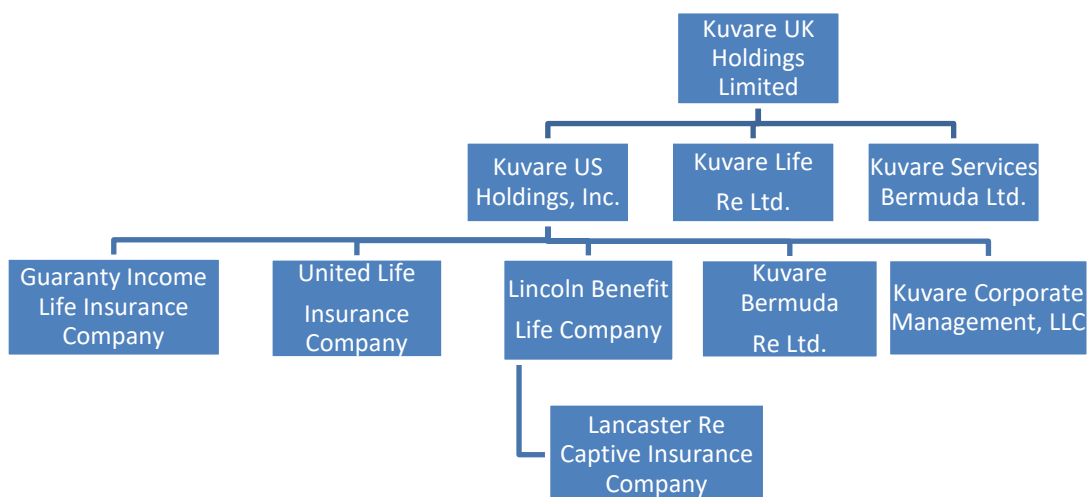 Kuvare UK
Holdings
Limited
Kuvare US
Holdings, Inc.
Kuvare Life
Re Ltd.
Kuvare Services
Bermuda Ltd.
Guaranty Income
Life Insurance
Company
United Life
Insurance
Company
Lincoln Benefit
Life Company
Kuvare
Bermuda
Re Ltd.
Kuvare Corporate
Management, LLC
Lancaster Re
Captive Insurance
Company